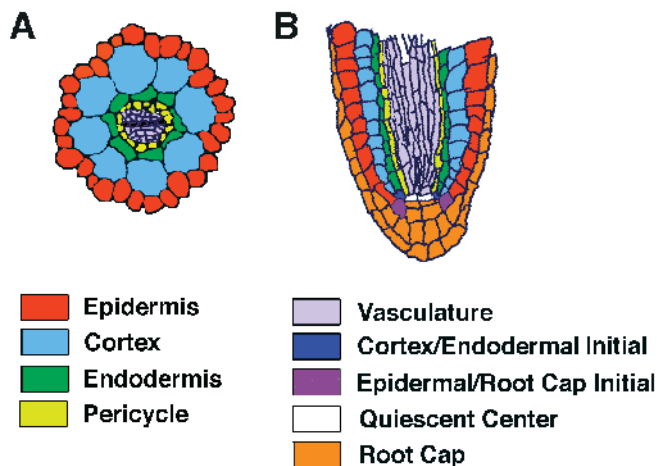 A
B
Epidermis
Cortex
Endodermis
Pericycle
Vasculature
Cortex/Endodermal Initial
Epidermal/Root Cap Initial
Quiescent Center
Root Cap